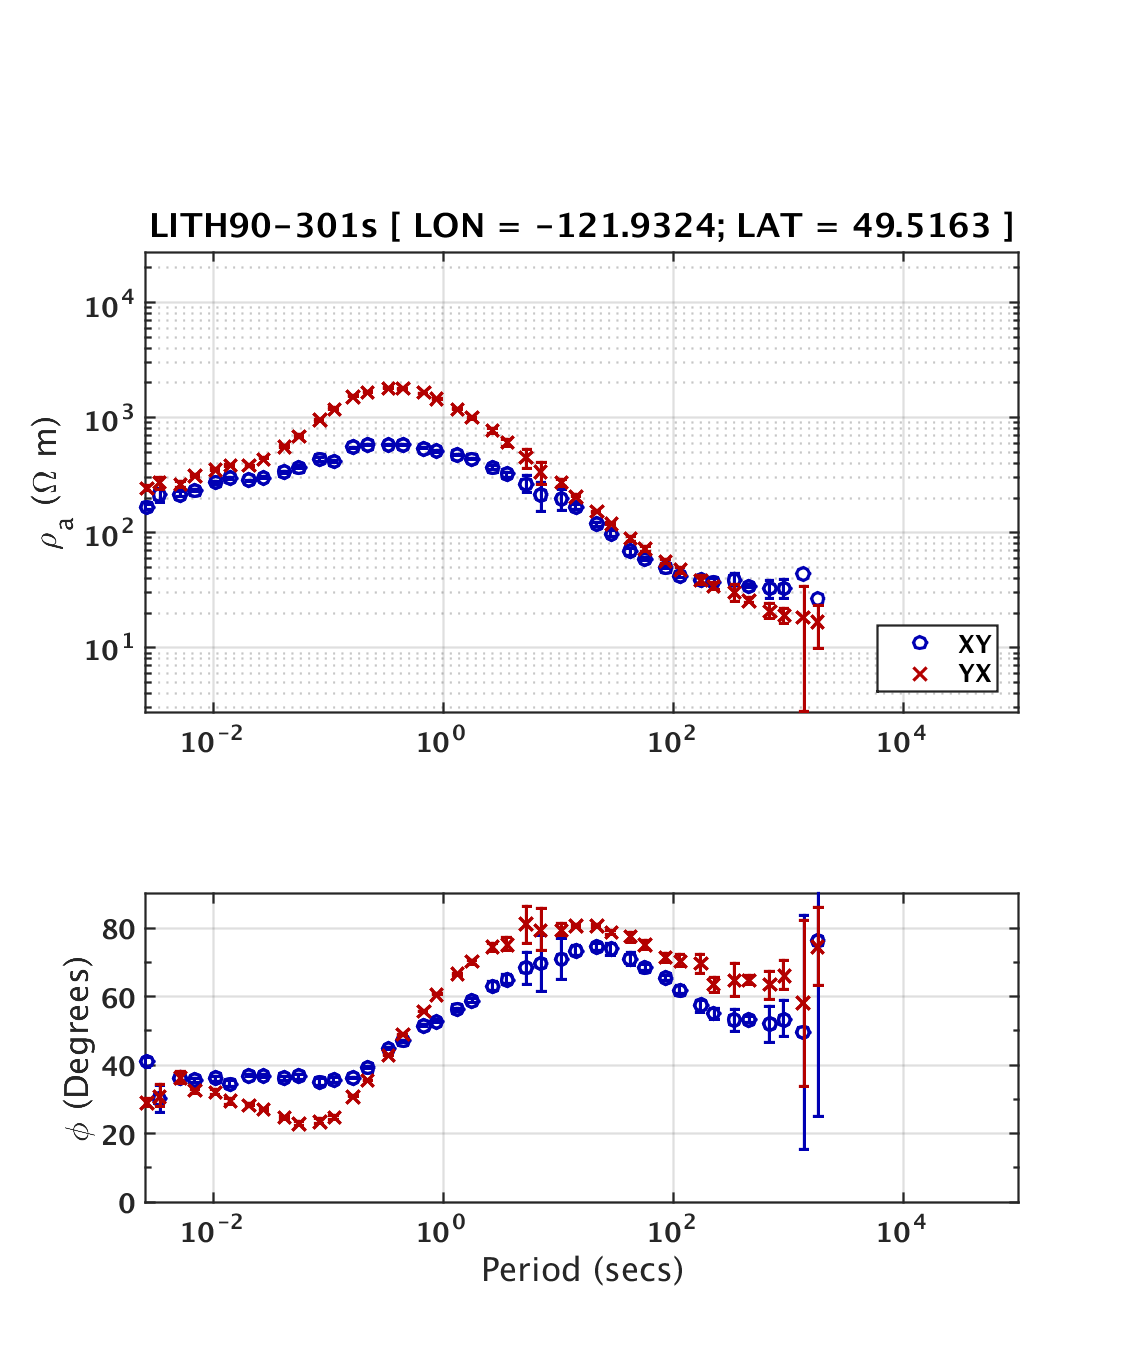 LITH90-301s [ LON = -121.9324; LAT = 49.5163 ]
ρa (Ω m)
10^4
10^3
10^2
10^1
XY
YX
10^-2 10^0 10^2 10^4
ϕ (Degrees)
80
60
40
20
0
10^-2 10^0 10^2 10^4
Period (secs)